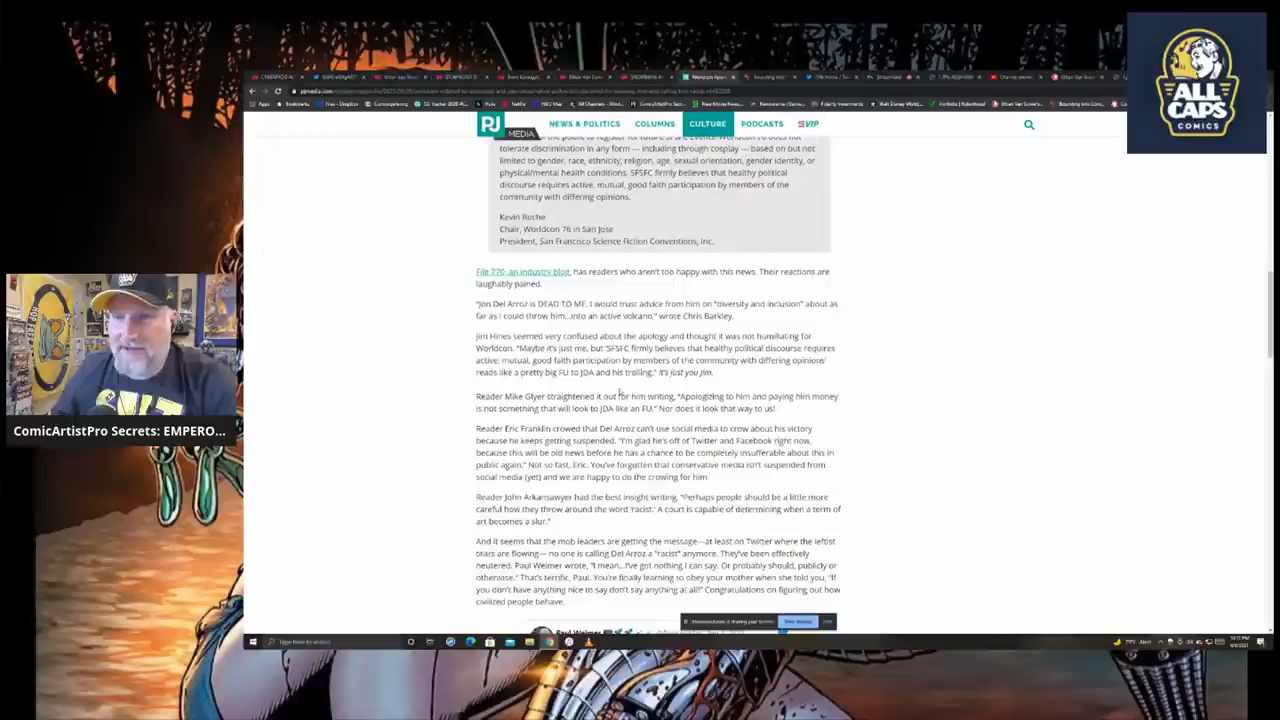 ALL CAPS
COMICS
PJ
MEDIA
NEWS & POLITICS
COLUMNS
CULTURE
PODCASTS
VIP
tolerate discrimination in any form — including through cosplay — based on but not
limited to gender, race, ethnicity, religion, age, sexual orientation, gender identity, or
physical/mental health conditions. SFSFC firmly believes that healthy political
discourse requires active, mutual, good faith participation by members of the
community with differing opinions.
Kevin Roche
Chair, Worldcon 76 in San Jose
President, San Francisco Science Fiction Conventions, Inc.
File 770, an industry blog, has readers who aren't too happy with this news. Their reactions are
laughably pained.
"Jon Del Arroz is DEAD TO ME. I would trust advice from him on "diversity and inclusion" about as
far as I could throw him...into an active volcano," wrote Chris Barkley.
Jim Hines seemed very confused about the apology and thought it was not humiliating for
Worldcon. "Maybe it's just me, but 'SFSFC firmly believes that healthy political discourse requires
active, mutual, good faith participation by members of the community with differing opinions'
reads like a pretty big FU to JDA and his trolling." It's just you Jim.
Reader Mike Glyer straightened it out for him writing, "Apologizing to him and paying him money
is not something that will look to JDA like an FU." Nor does it look that way to us!
Reader Eric Franklin crowed that Del Arroz can't use social media to crow about his victory
because he keeps getting suspended. "I'm glad he's off of Twitter and Facebook right now,
because this will be old news before he has a chance to be completely insufferable about this in
public again." Not so fast, Eric. You've forgotten that conservative media isn't suspended from
social media (yet) and we are happy to do the crowing for him.
Reader John Arkansawyer had the best insight writing, "Perhaps people should be a little more
careful how they throw around the word 'racist.' A court is capable of determining when a term of
art becomes a slur."
And it seems that the mob leaders are getting the message—at least on Twitter where the leftist
tears are flowing— no one is calling Del Arroz a "racist" anymore. They've been effectively
neutered. Paul Weimer wrote, "I mean...I've got nothing I can say. Or probably should, publicly or
otherwise." That's terrific, Paul. You're finally learning to obey your mother when she told you, "If
you don't have anything nice to say don't say anything at all!" Congratulations on figuring out how
civilized people behave.
Paul Weimer
ComicArtistPro Secrets: EMPERO...